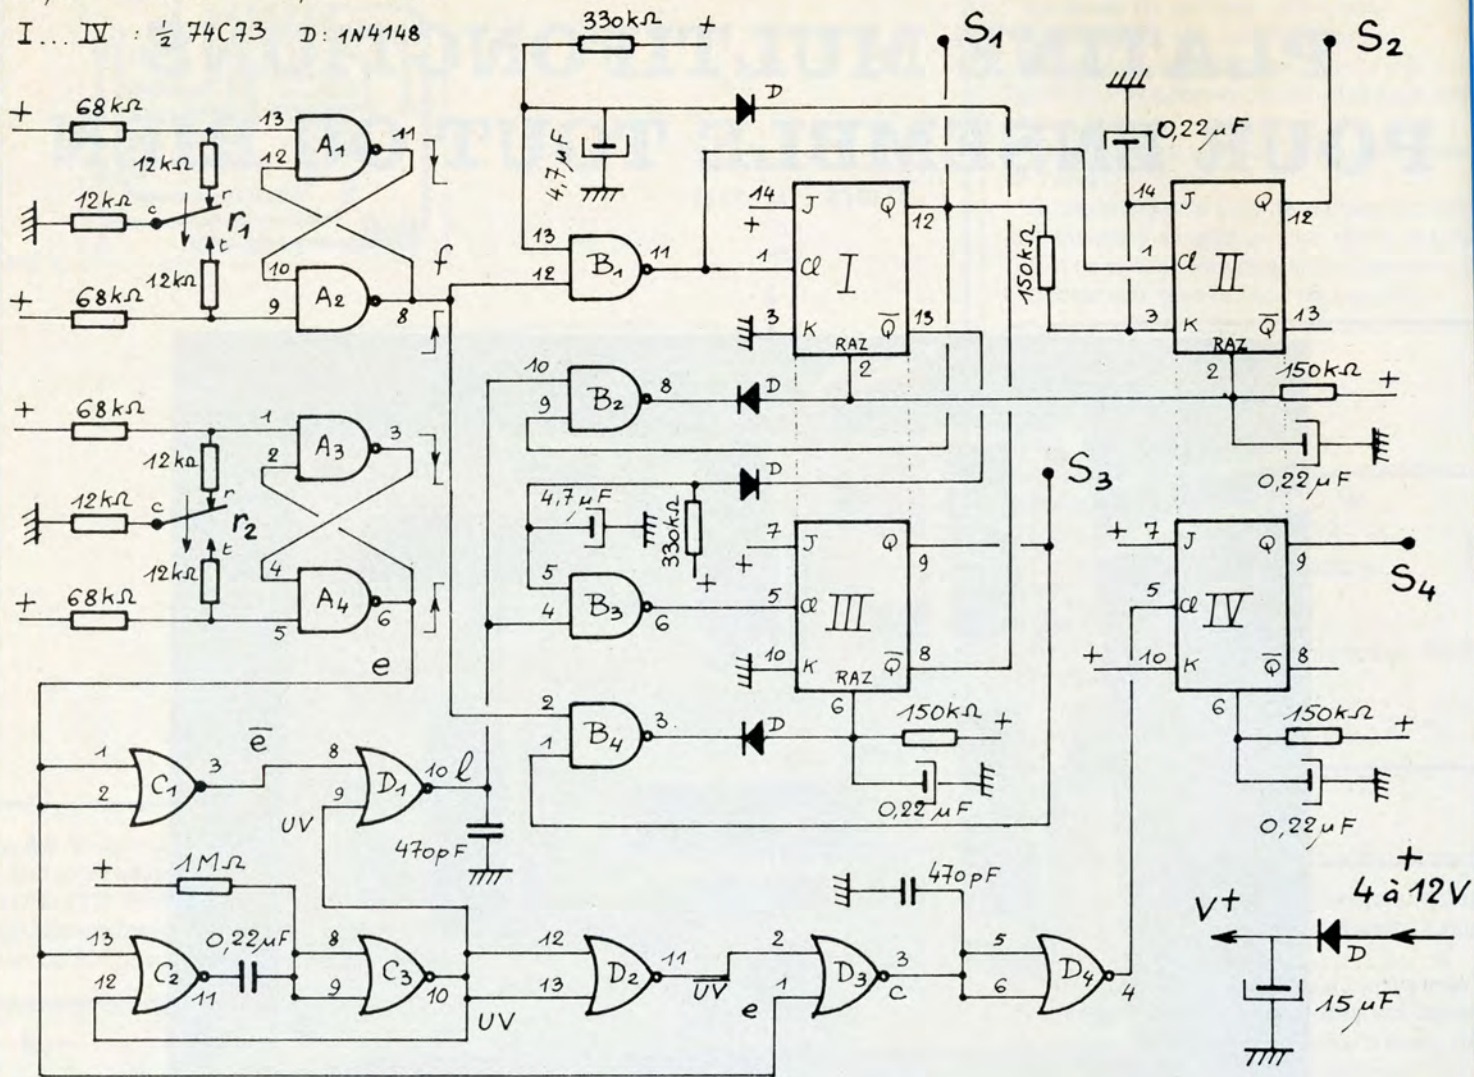 I... IV : ½ 74C73 D: 1N4148
330kΩ
+
S1
S2
D
4,7µF
0,22µF
+
68kΩ
13
12
A1
11
12kΩ
12kΩ
c
r
r1
t
12kΩ
10
9
A2
8
f
+
68kΩ
13
12
B1
11
14
+
1
3
J
Cl
K
Q
Q̅
I
RAZ
12
13
2
150kΩ
14
1
3
J
Cl
K
Q
Q̅
II
RAZ
12
13
2
150kΩ
+
0,22µF
10
9
B2
8
D
+
68kΩ
1
2
A3
3
12kΩ
12kΩ
c
r
r2
t
12kΩ
4
5
A4
6
e
+
68kΩ
4,7µF
330kΩ
+
D
S3
5
4
B3
6
7
+
5
10
J
Cl
K
Q
Q̅
III
RAZ
9
8
6
150kΩ
+
0,22µF
+
7
5
+
10
J
Cl
K
Q
Q̅
IV
9
8
6
S4
150kΩ
+
0,22µF
2
1
B4
3
D
1
2
C1
3
e̅
8
9
D1
10
l
UV
470pF
+
1MΩ
13
12
C2
11
0,22µF
8
9
C3
10
UV
12
13
D2
11
U̅V̅
e
2
1
D3
3
c
470pF
5
6
D4
4
V+
+
4 à 12V
D
15µF